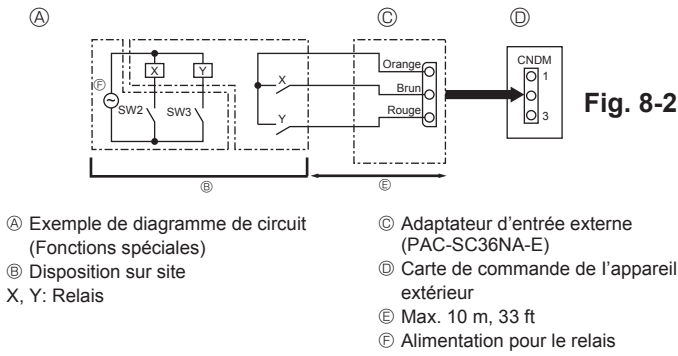 Ⓐ
Ⓒ
Ⓓ
Ⓕ
X
Y
SW2
SW3
X
Y
Orange
Brun
Rouge
CNDM
1
3
Fig. 8-2
Ⓑ
Ⓔ
Ⓐ Exemple de diagramme de circuit
(Fonctions spéciales)
Ⓑ Disposition sur site
X, Y: Relais
Ⓒ Adaptateur d’entrée externe
(PAC-SC36NA-E)
Ⓓ Carte de commande de l’appareil
extérieur
Ⓔ Max. 10 m, 33 ft
Ⓕ Alimentation pour le relais